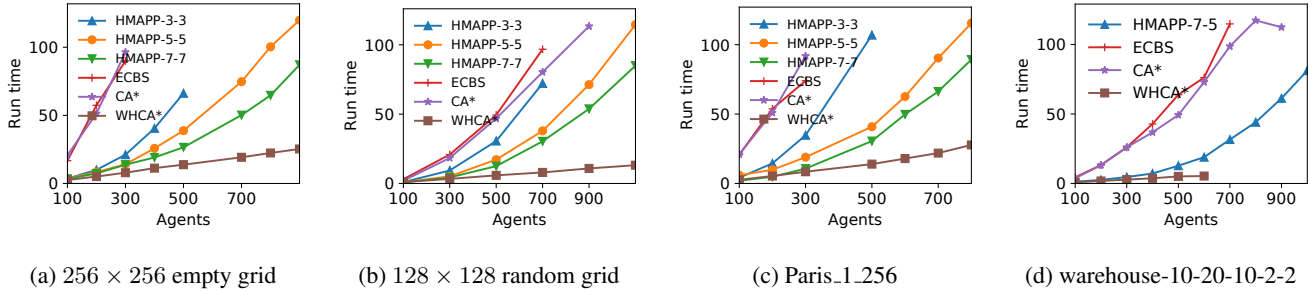 Run time
100
50
0
HMAPP-3-3
HMAPP-5-5
HMAPP-7-7
ECBS
CA*
WHCA*
100 300 500 700
Agents
(a) 256 × 256 empty grid
Run time
100
50
0
HMAPP-3-3
HMAPP-5-5
HMAPP-7-7
ECBS
CA*
WHCA*
100 300 500 700 900
Agents
(b) 128 × 128 random grid
Run time
100
50
0
HMAPP-3-3
HMAPP-5-5
HMAPP-7-7
ECBS
CA*
WHCA*
100 300 500 700
Agents
(c) Paris_1_256
Run time
100
50
0
HMAPP-7-5
ECBS
CA*
WHCA*
100 300 500 700 900
Agents
(d) warehouse-10-20-10-2-2